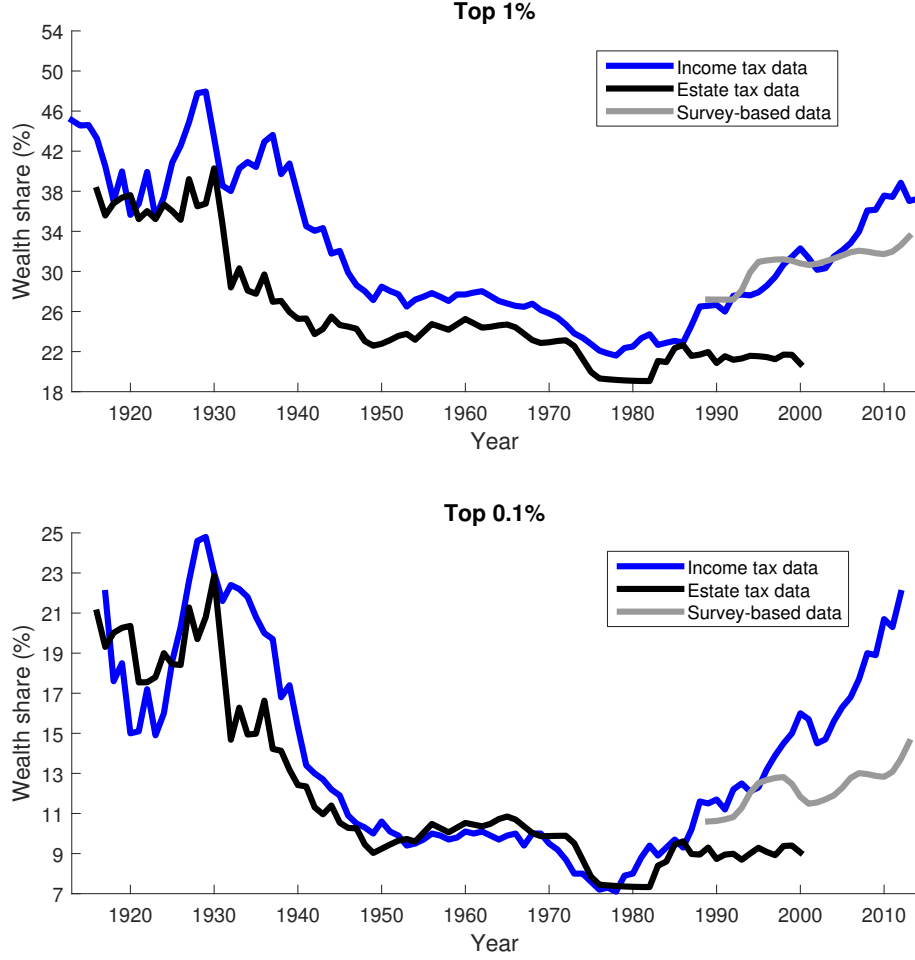 Top 1%
54
50
46
42
38
34
30
26
22
18
Wealth share (%)
Income tax data
Estate tax data
Survey-based data
1920 1930 1940 1950 1960 1970 1980 1990 2000 2010
Year
Top 0.1%
25
23
21
19
17
15
13
11
9
7
Wealth share (%)
Income tax data
Estate tax data
Survey-based data
1920 1930 1940 1950 1960 1970 1980 1990 2000 2010
Year